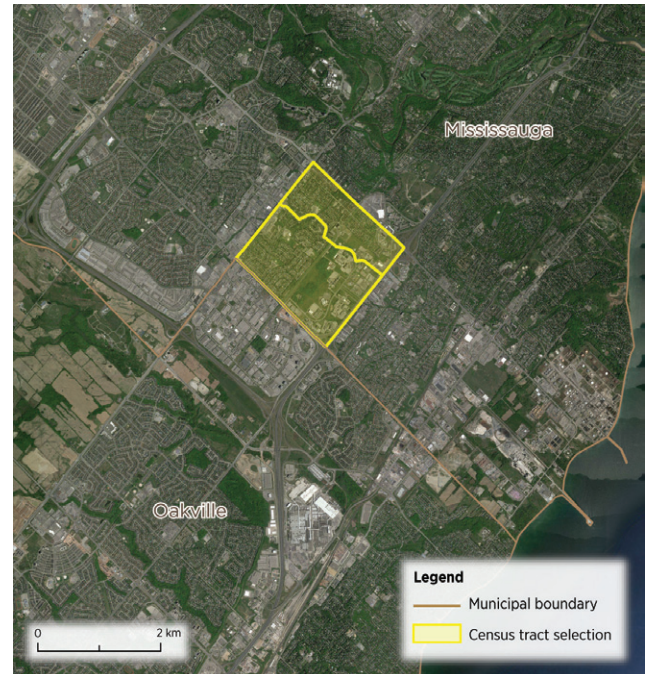 Mississauga
Oakville
Legend
Municipal boundary
Census tract selection
0 2 km